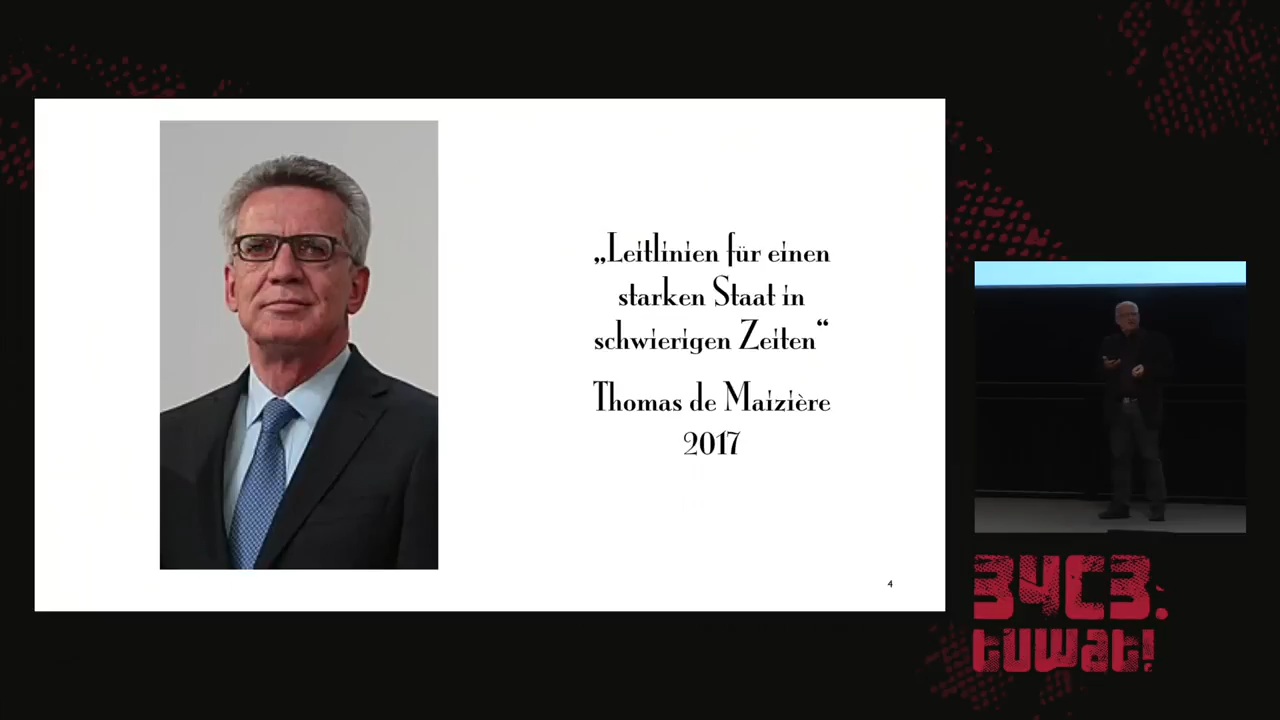 „Leitlinien für einen
starken Staat in
schwierigen Zeiten“
Thomas de Maizière
2017
4
34C3.
tuwat!